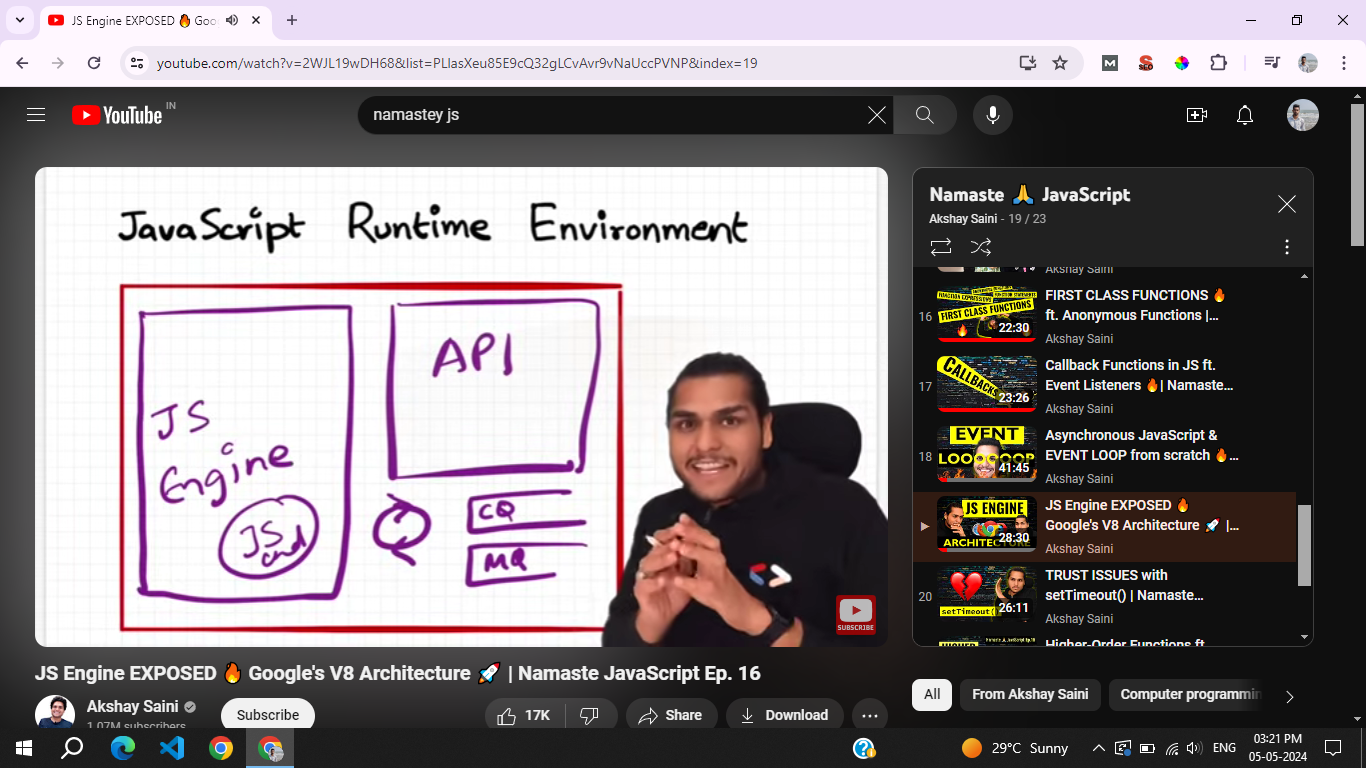 JS Engine EXPOSED 🔥 Goo
youtube.com/watch?v=2WJL19wDH68&list=PLlasXeu85E9cQ32gLCvAvr9vNaUccPVNP&index=19
YouTube IN
namastey js
JavaScript Runtime Environment
JS Engine
JS code
API
CQ
MQ
SUBSCRIBE
JS Engine EXPOSED 🔥 Google's V8 Architecture 🚀 | Namaste JavaScript Ep. 16
Akshay Saini
1.07M subscribers
Subscribe
17K
Share
Download
Namaste 🙏 JavaScript
Akshay Saini - 19 / 23
Akshay Saini
16
FIRST CLASS FUNCTIONS
22:30
FIRST CLASS FUNCTIONS 🔥
ft. Anonymous Functions |...
Akshay Saini
17
CALLBACK
23:26
Callback Functions in JS ft.
Event Listeners 🔥| Namaste...
Akshay Saini
18
EVENT
LOOP
41:45
Asynchronous JavaScript &
EVENT LOOP from scratch 🔥...
Akshay Saini
JS ENGINE
ARCHITECTURE
28:30
JS Engine EXPOSED 🔥
Google's V8 Architecture 🚀 |...
Akshay Saini
20
setTimeout()
26:11
TRUST ISSUES with
setTimeout() | Namaste...
Akshay Saini
Higher-Order Functions ft.
All
From Akshay Saini
Computer programmin
29°C Sunny
ENG
03:21 PM
05-05-2024